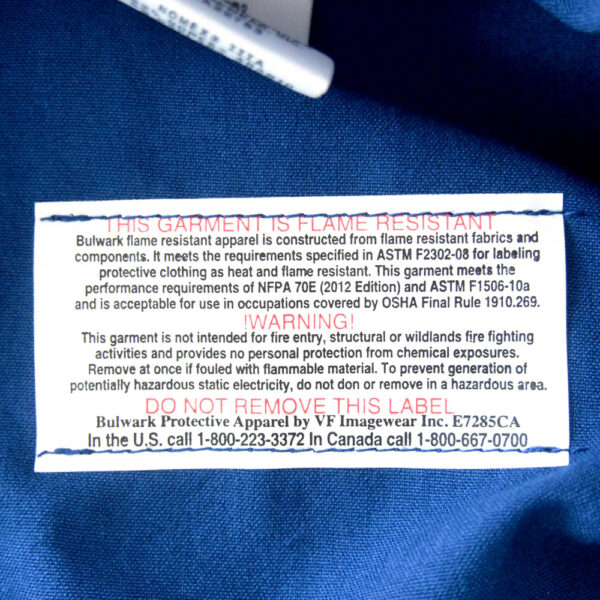 NOMEX® IIIA
THIS GARMENT IS FLAME RESISTANT
Bulwark flame resistant apparel is constructed from flame resistant fabrics and
components. It meets the requirements specified in ASTM F2302-08 for labeling
protective clothing as heat and flame resistant. This garment meets the
performance requirements of NFPA 70E (2012 Edition) and ASTM F1506-10a
and is acceptable for use in occupations covered by OSHA Final Rule 1910.269.
!WARNING!
This garment is not intended for fire entry, structural or wildlands fire fighting
activities and provides no personal protection from chemical exposures.
Remove at once if fouled with flammable material. To prevent generation of
potentially hazardous static electricity, do not don or remove in a hazardous area.
DO NOT REMOVE THIS LABEL
Bulwark Protective Apparel by VF Imagewear Inc. E7285CA
In the U.S. call 1-800-223-3372 In Canada call 1-800-667-0700